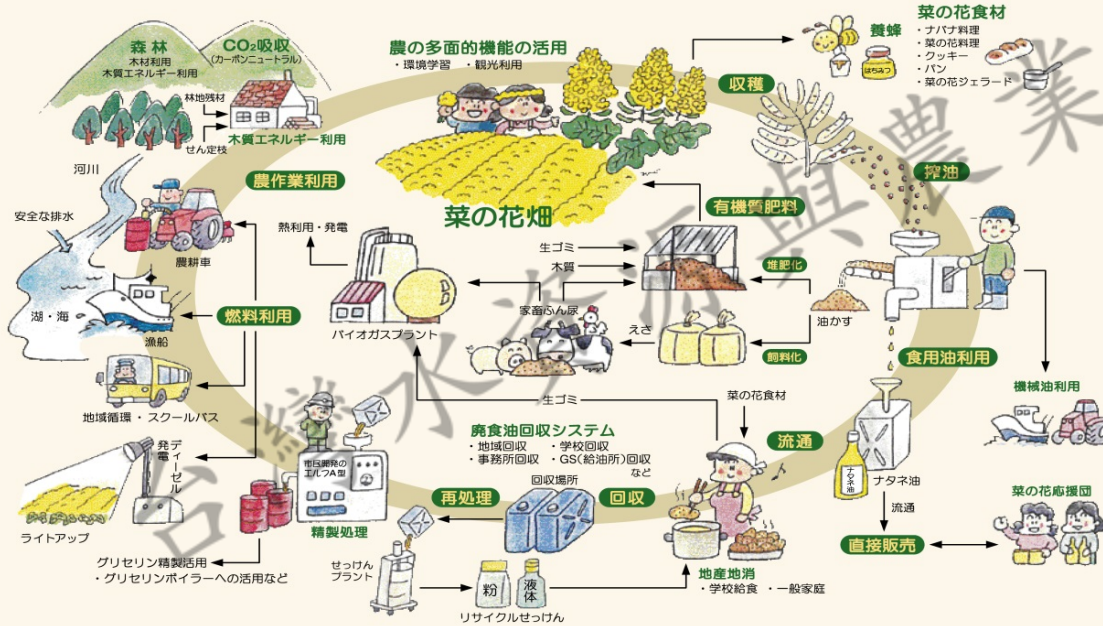 森林
木材利用
木質エネルギー利用
CO₂吸収
(カーボンニュートラル)
林地残材
せん定枝
木質エネルギー利用
農の多面的機能の活用
・環境学習 ・観光利用
収穫
養蜂
はちみつ
菜の花食材
・ナバナ料理
・菜の花料理
・クッキー
・パン
・菜の花ジェラード
搾油
河川
農作業利用
安全な排水
農耕車
湖・海
漁船
燃料利用
地域循環・スクールバス
ディーゼル
発電
ライトアップ
菜の花畑
熱利用・発電
バイオガスプラント
生ゴミ
木質
家畜ふん尿
有機質肥料
堆肥化
えさ
飼料化
油かす
食用油利用
機械油利用
生ゴミ
菜の花食材
流通
ナタネ油
ナタネ油
流通
直接販売
菜の花応援団
廃食油回収システム
・地域回収 ・学校回収
・事務所回収 ・GS(給油所)回収
など
回収場所
再処理
回収
市民開発の
エルフA型
精製処理
グリセリン精製活用
・グリセリンボイラーへの活用など
せっけん
プラント
粉
液体
リサイクルせっけん
地産地消
・学校給食 ・一般家庭
台灣水資源與農業